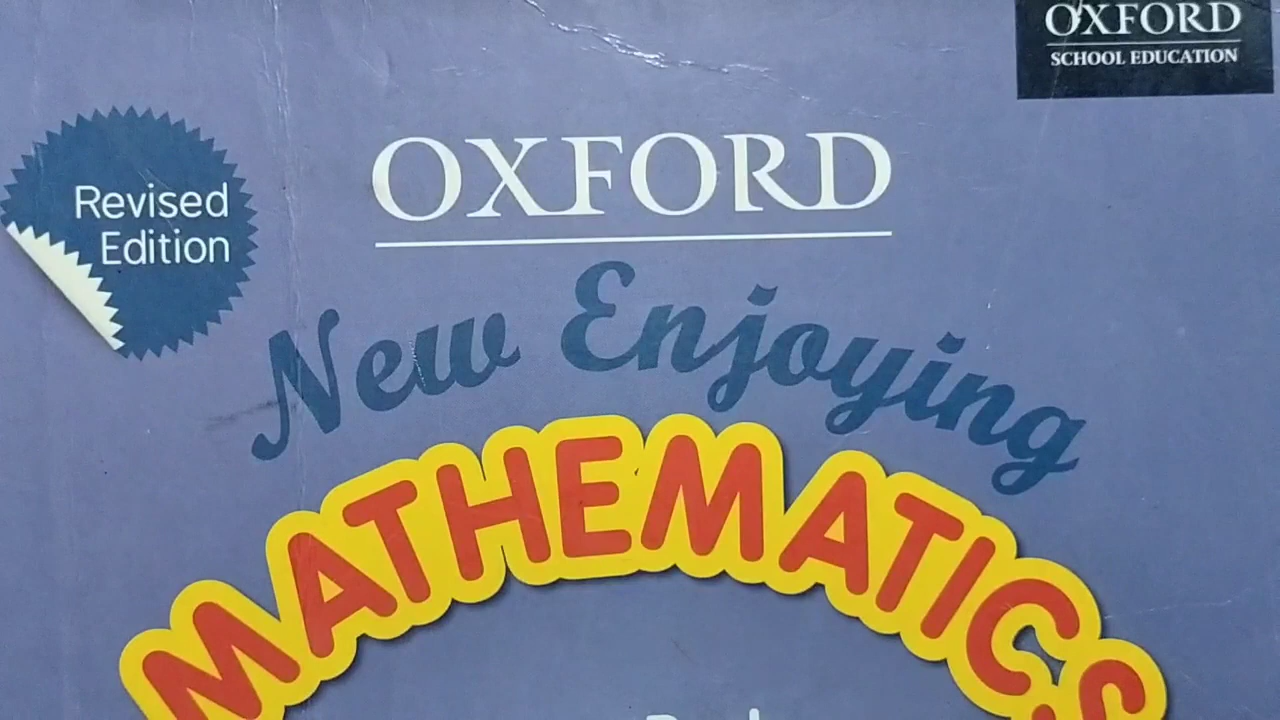 OXFORD
SCHOOL EDUCATION
Revised
Edition
OXFORD
New Enjoying
MATHEMATICS